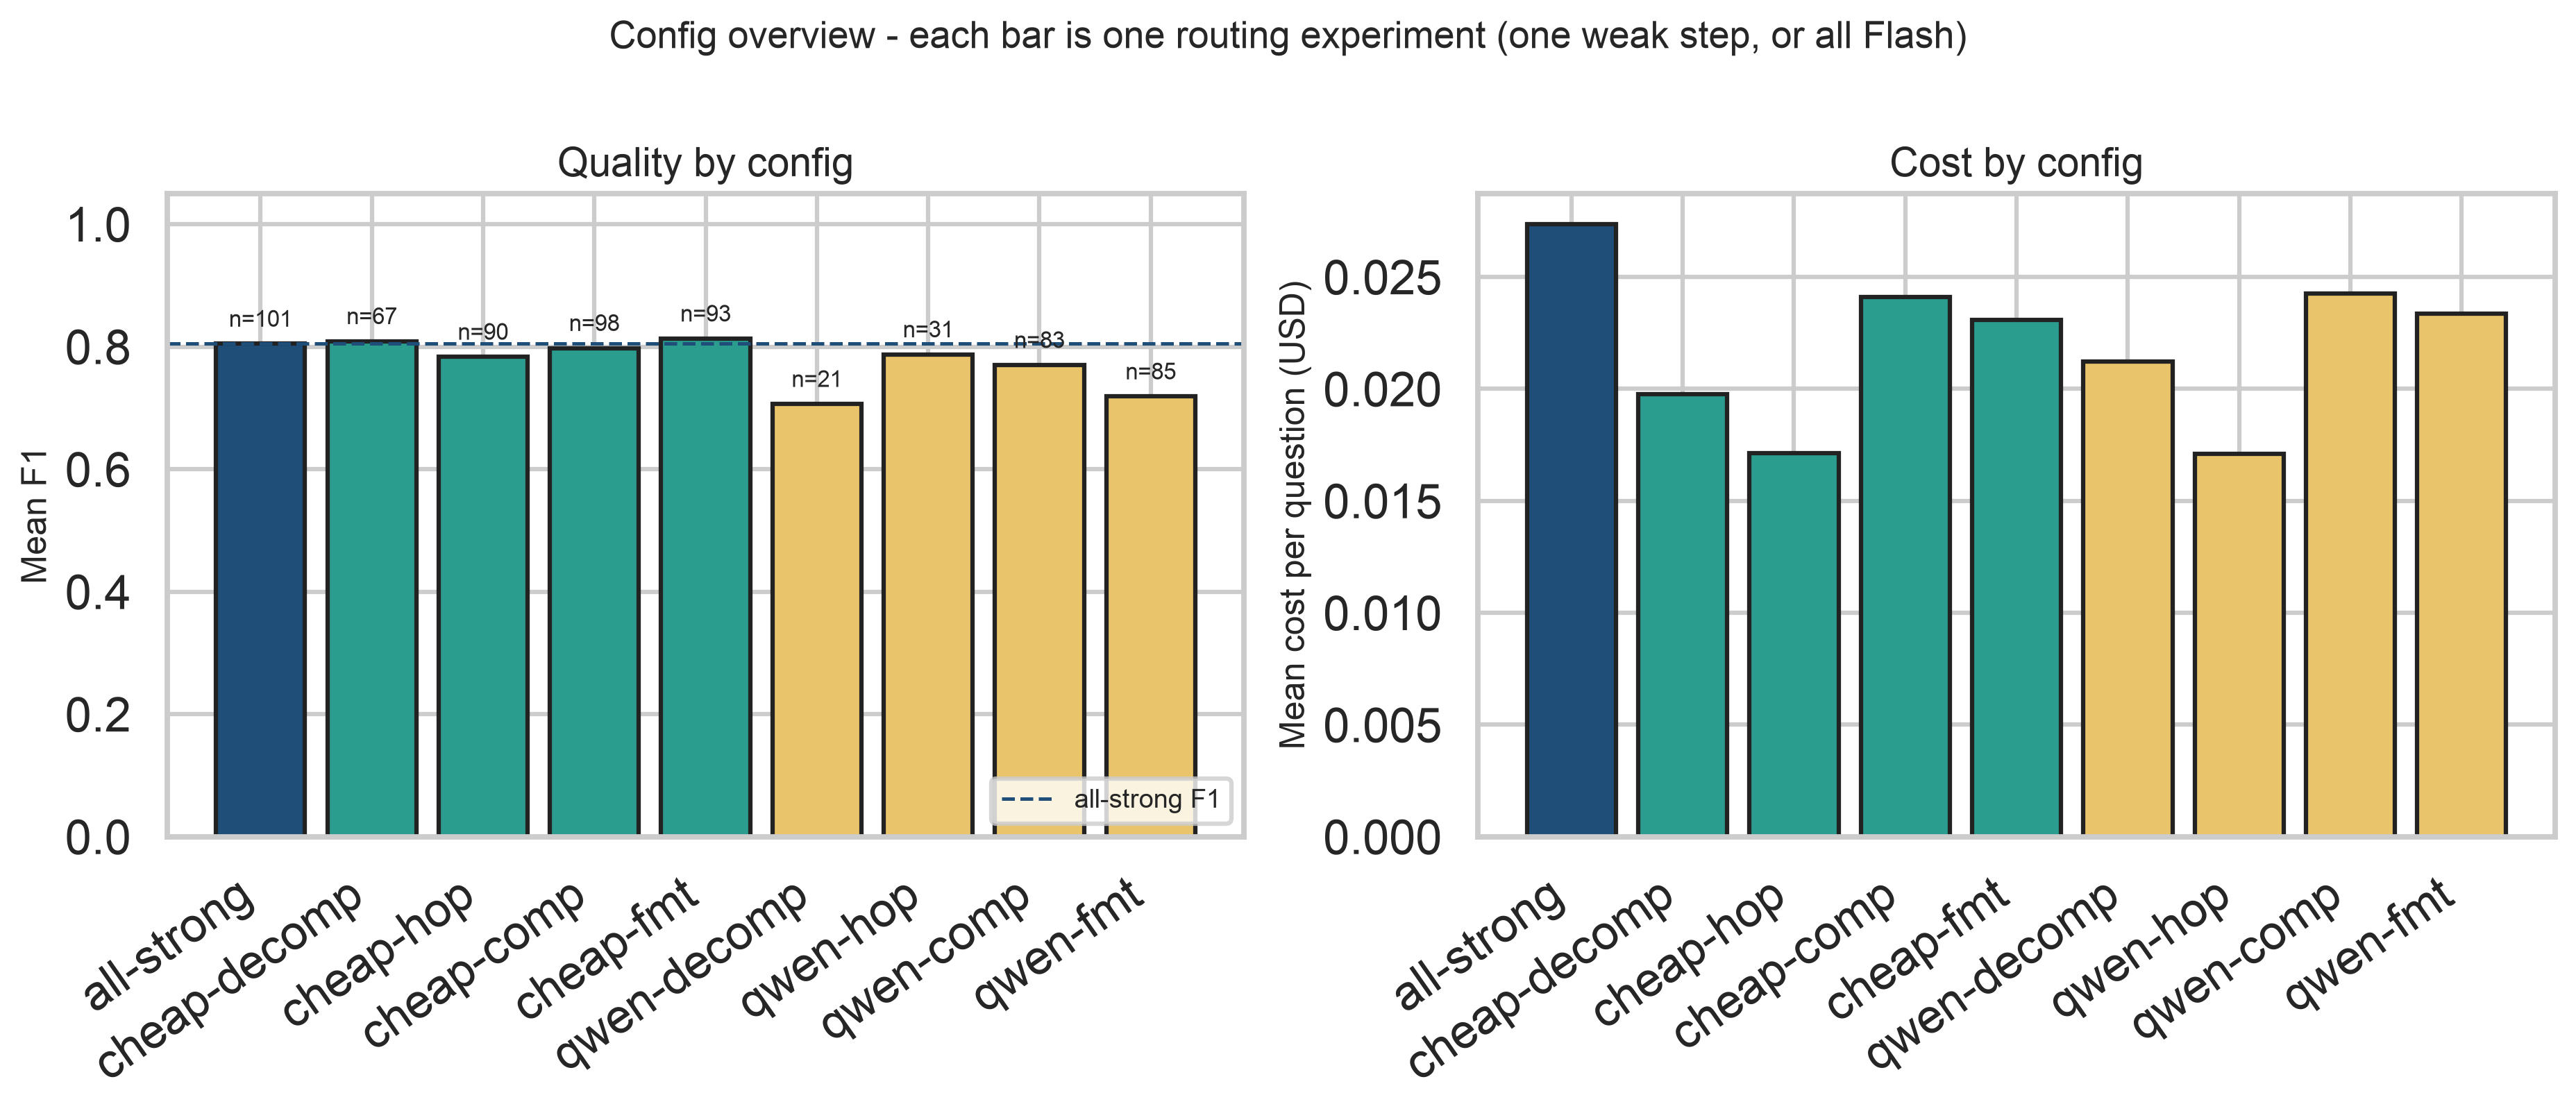 Config overview - each bar is one routing experiment (one weak step, or all Flash)
Quality by config
Mean F1
1.0
0.8
0.6
0.4
0.2
0.0
n=101
n=67
n=90
n=98
n=93
n=21
n=31
n=83
n=85
all-strong F1
all-strong
cheap-decomp
cheap-hop
cheap-comp
cheap-fmt
qwen-decomp
qwen-hop
qwen-comp
qwen-fmt
Cost by config
Mean cost per question (USD)
0.025
0.020
0.015
0.010
0.005
0.000
all-strong
cheap-decomp
cheap-hop
cheap-comp
cheap-fmt
qwen-decomp
qwen-hop
qwen-comp
qwen-fmt